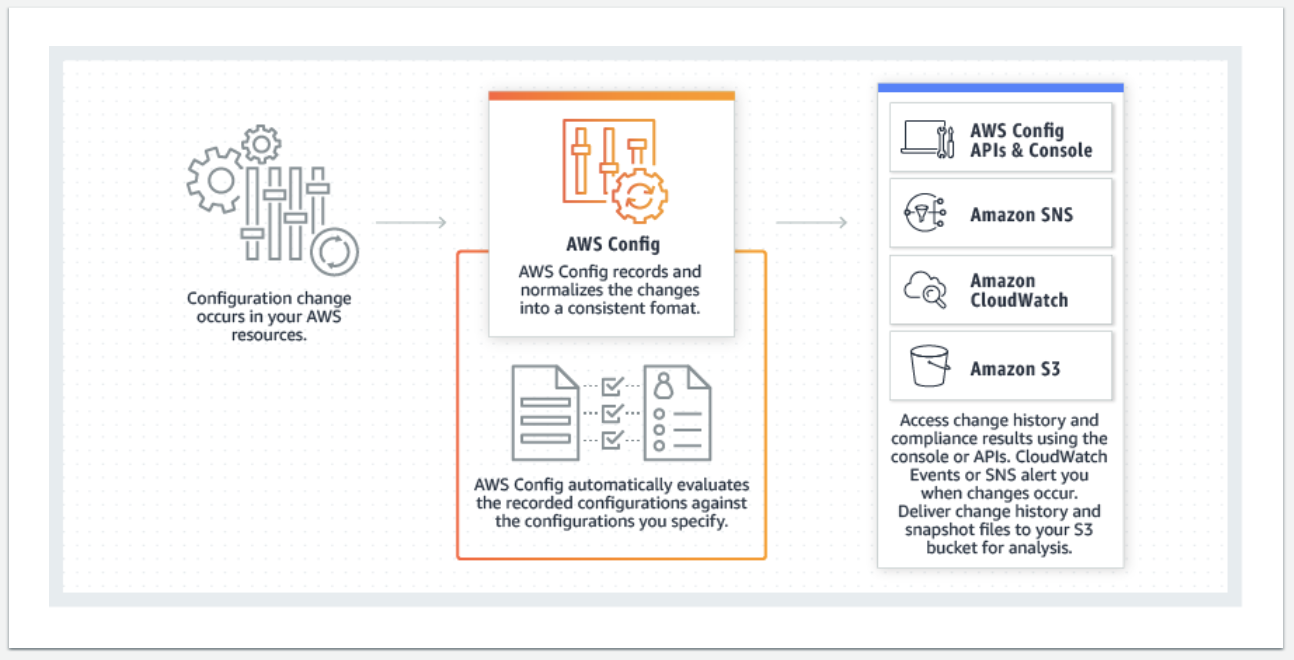 Configuration change
occurs in your AWS
resources.
AWS Config
AWS Config records and
normalizes the changes
into a consistent fomat.
AWS Config automatically evaluates
the recorded configurations against
the configurations you specify.
AWS Config
APIs & Console
Amazon SNS
Amazon
CloudWatch
Amazon S3
Access change history and
compliance results using the
console or APIs. CloudWatch
Events or SNS alert you
when changes occur.
Deliver change history and
snapshot files to your S3
bucket for analysis.